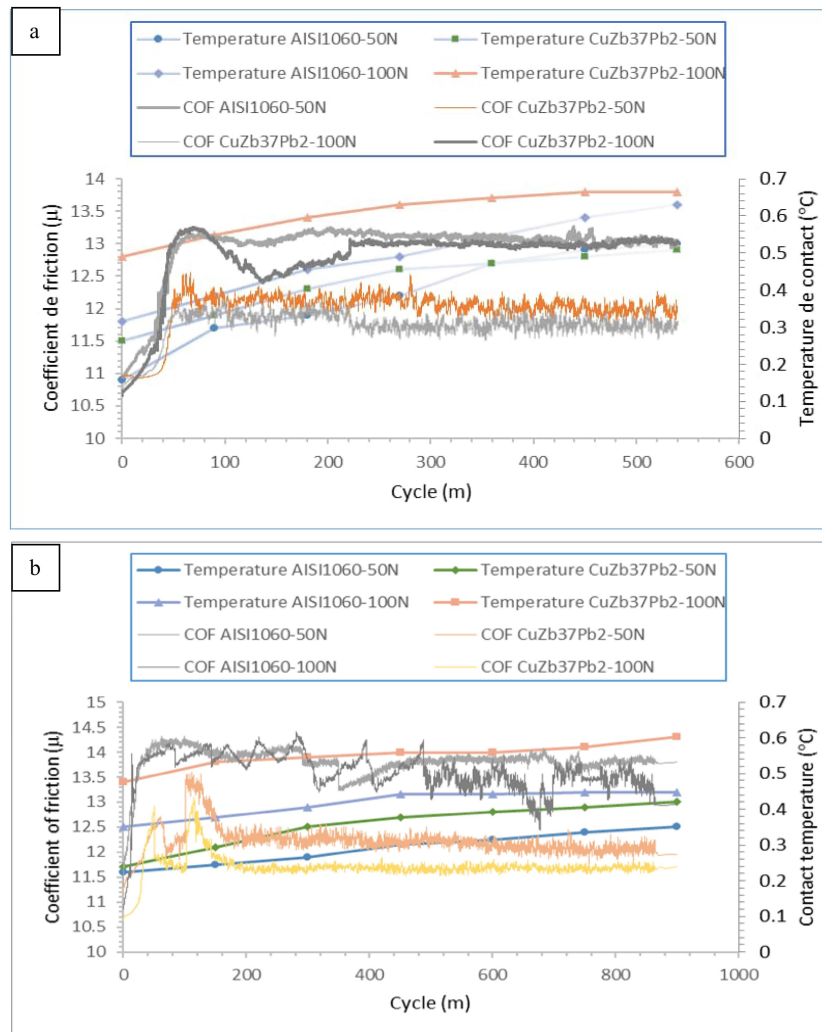 a
Temperature AISI1060-50N
Temperature CuZb37Pb2-50N
Temperature AISI1060-100N
Temperature CuZb37Pb2-100N
COF AISI1060-50N
COF CuZb37Pb2-50N
COF CuZb37Pb2-100N
COF CuZb37Pb2-100N
Coefficient de friction (µ)
14
13.5
13
12.5
12
11.5
11
10.5
10
0.7
0.6
0.5
0.4
0.3
0.2
0.1
0
Temperature de contact (°C)
0 100 200 300 400 500 600
Cycle (m)
b
Temperature AISI1060-50N
Temperature CuZb37Pb2-50N
Temperature AISI1060-100N
Temperature CuZb37Pb2-100N
COF AISI1060-50N
COF CuZb37Pb2-50N
COF AISI1060-100N
COF CuZb37Pb2-100N
Coefficient of friction (µ)
15
14.5
14
13.5
13
12.5
12
11.5
11
10.5
10
0.7
0.6
0.5
0.4
0.3
0.2
0.1
0
Contact temperature (°C)
0 200 400 600 800 1000
Cycle (m)